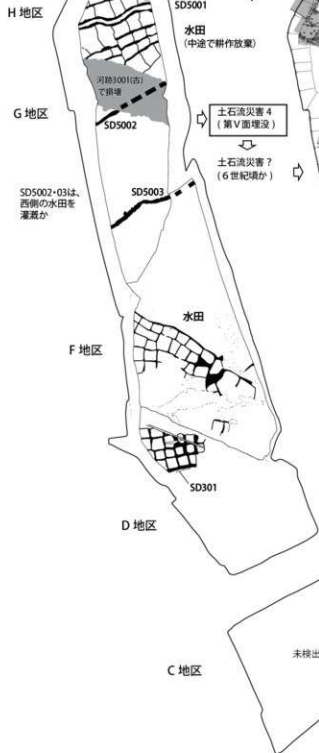 H 地区
SD5001
水田
(中途で耕作放棄)
河跡3001(古)
で損壊
G 地区
SD5002
土石流災害 4
( 第Ⅴ面埋没 )
土石流災害 ?
(6 世紀頃か )
SD5002・03は、
西側の水田を
灌漑か
SD5003
水田
F 地区
SD301
D 地区
未検出
C 地区